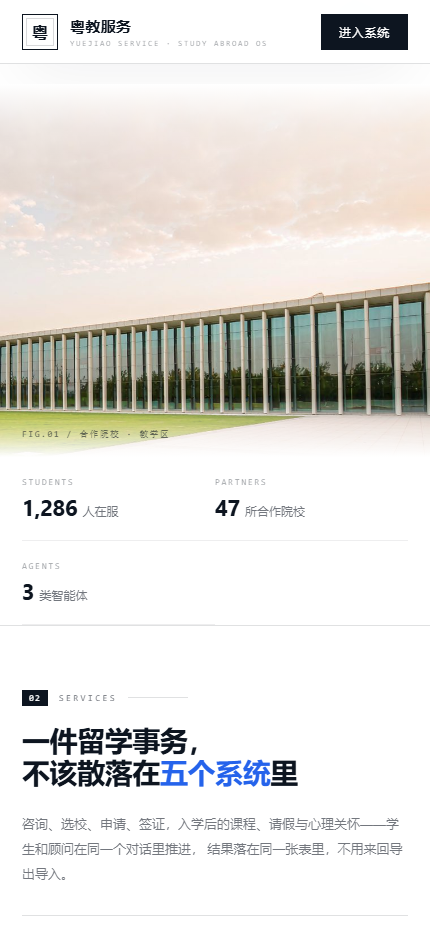 粤
粤教服务
YUEJIAO SERVICE · STUDY ABROAD OS
进入系统
FIG.01 / 合作院校 · 教学区
STUDENTS
1,286 人在服
PARTNERS
47 所合作院校
AGENTS
3 类智能体
02 SERVICES
一件留学事务，
不该散落在五个系统里
咨询、选校、申请、签证，入学后的课程、请假与心理关怀——学
生和顾问在同一个对话里推进， 结果落在同一张表里，不用来回导
出导入。